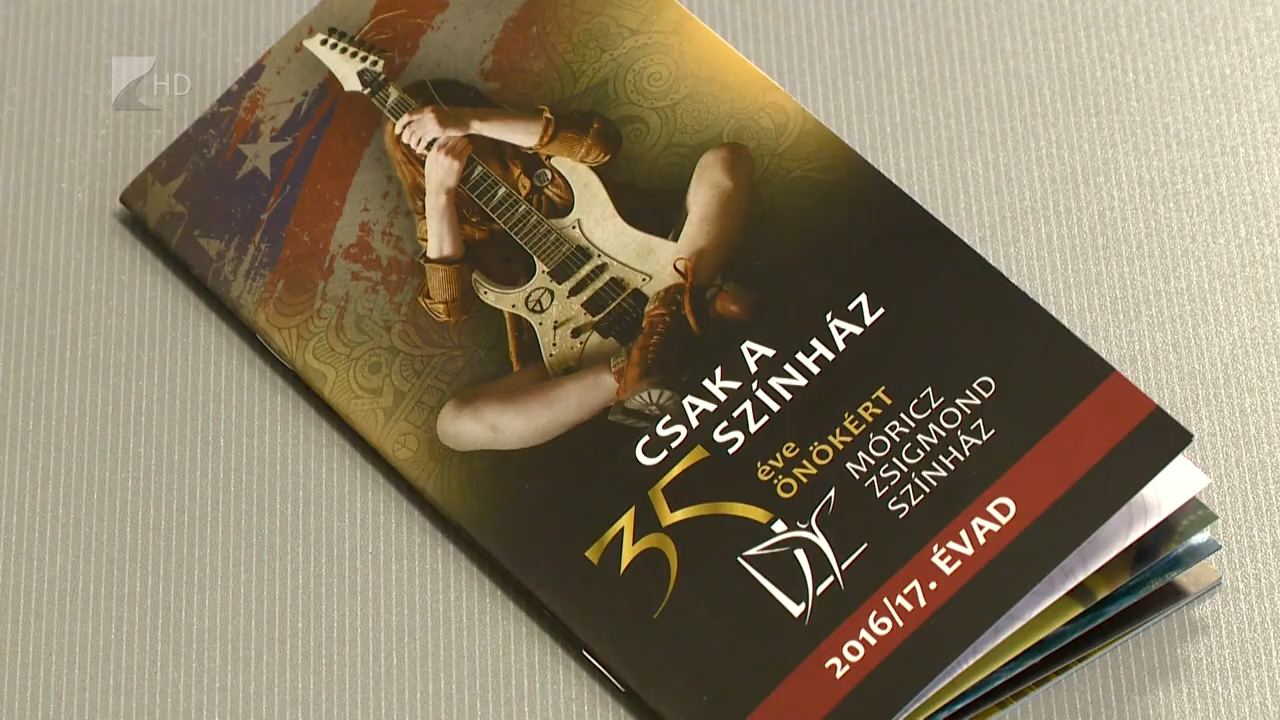 HD
CSAK A
SZÍNHÁZ
35
éve
ÖNÖKÉRT
MÓRICZ
ZSIGMOND
SZÍNHÁZ
2016/17. ÉVAD